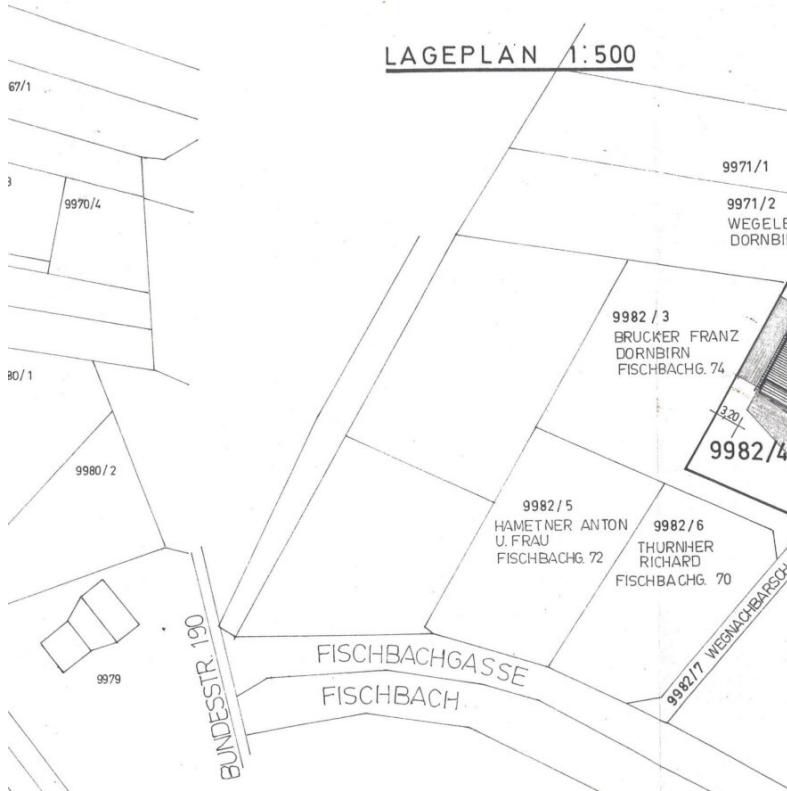 LAGEPLAN 1:500
67/1
9970/4
9971/1
9971/2
DORNBI
9982/3
BRUCKER FRANZ
DORNBIRN
FISCHBACHG. 74
80/1
3,20
9982/4
9980/2
9982/5
HAMETNER ANTON
U. FRAU
FISCHBACHG. 72
9982/6
THURNHER
RICHARD
FISCHBACHG. 70
9982/7 WEGNACHBARSCH
9979
BUNDESSTR. 190
FISCHBACHGASSE
FISCHBACH